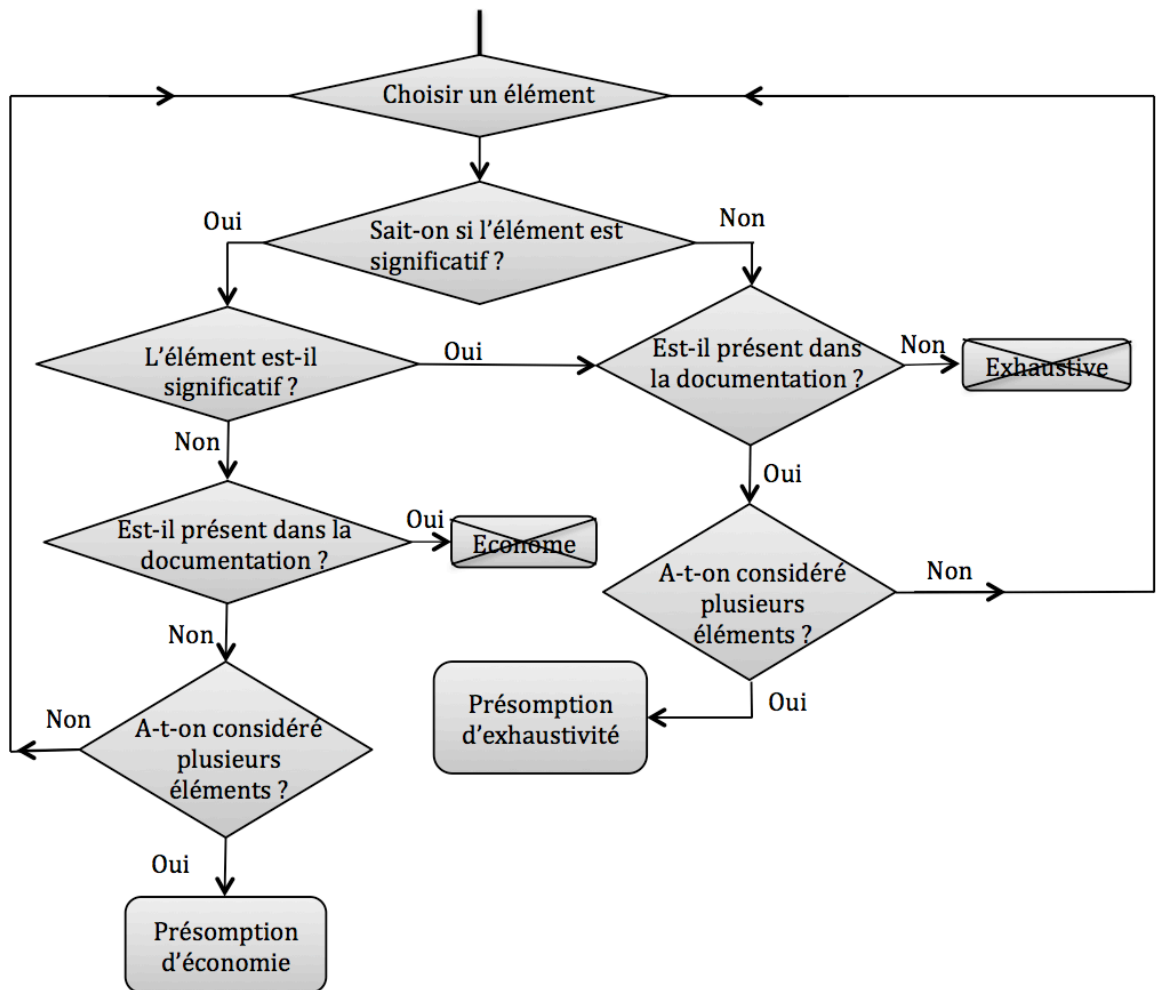 Choisir un élément
Oui
Non
Sait-on si l'élément est
significatif ?
L'élément est-il
significatif ?
Oui
Est-il présent dans
la documentation ?
Non
Exhaustive
Non
Oui
Est-il présent dans la
documentation ?
Oui
Econome
A-t-on considéré
plusieurs
éléments ?
Non
Non
Présomption
d'exhaustivité
Oui
Non
A-t-on considéré
plusieurs
éléments ?
Oui
Présomption
d'économie